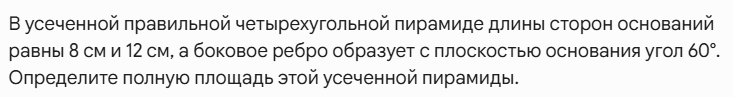 В усеченной правильной четырехугольной пирамиде длины сторон оснований
равны 8 см и 12 см, а боковое ребро образует с плоскостью основания угол 60°.
Определите полную площадь этой усеченной пирамиды.